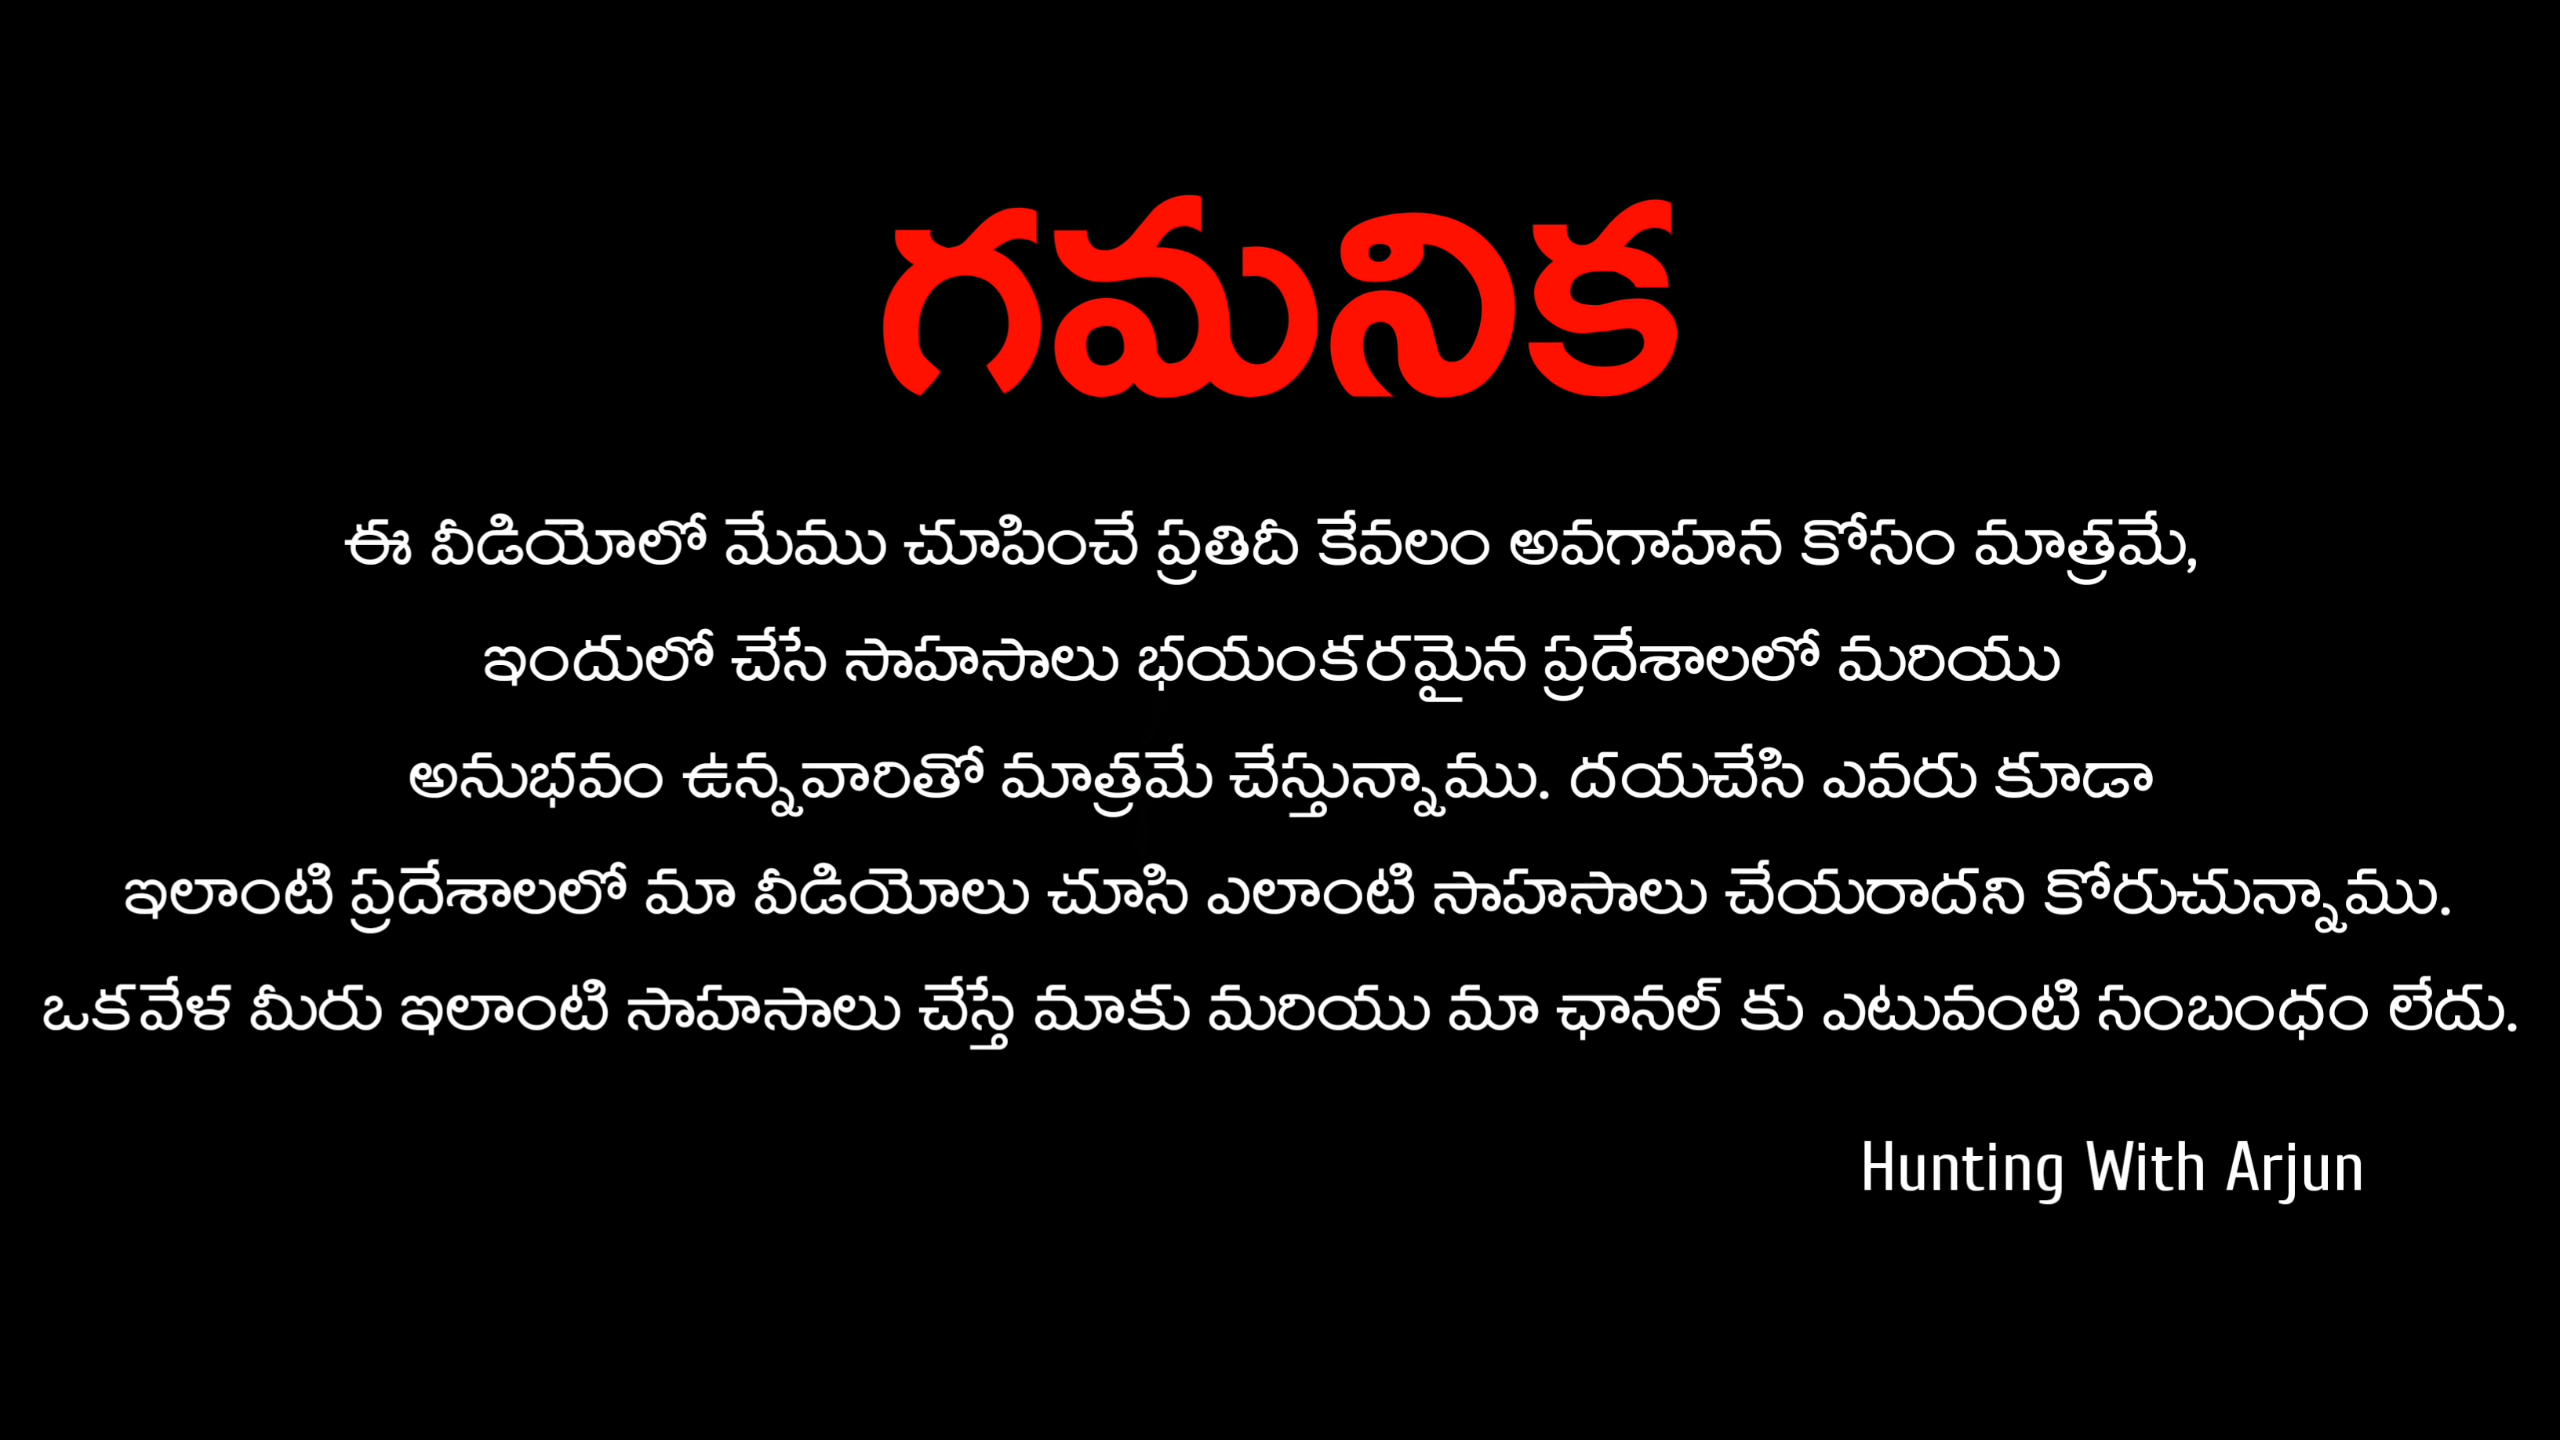 గమనిక
ఈ వీడియోలో మేము చూపించే ప్రతిదీ కేవలం అవగాహన కోసం మాత్రమే,
ఇందులో చేసే సాహసాలు భయంకరమైన ప్రదేశాలలో మరియు
అనుభవం ఉన్నవారితో మాత్రమే చేస్తున్నాము. దయచేసి ఎవరు కూడా
ఇలాంటి ప్రదేశాలలో మా వీడియోలు చూసి ఎలాంటి సాహసాలు చేయరాదని కోరుచున్నాము.
ఒకవేళ మీరు ఇలాంటి సాహసాలు చేస్తే మాకు మరియు మా ఛానల్ కు ఎటువంటి సంబంధం లేదు.
Hunting With Arjun